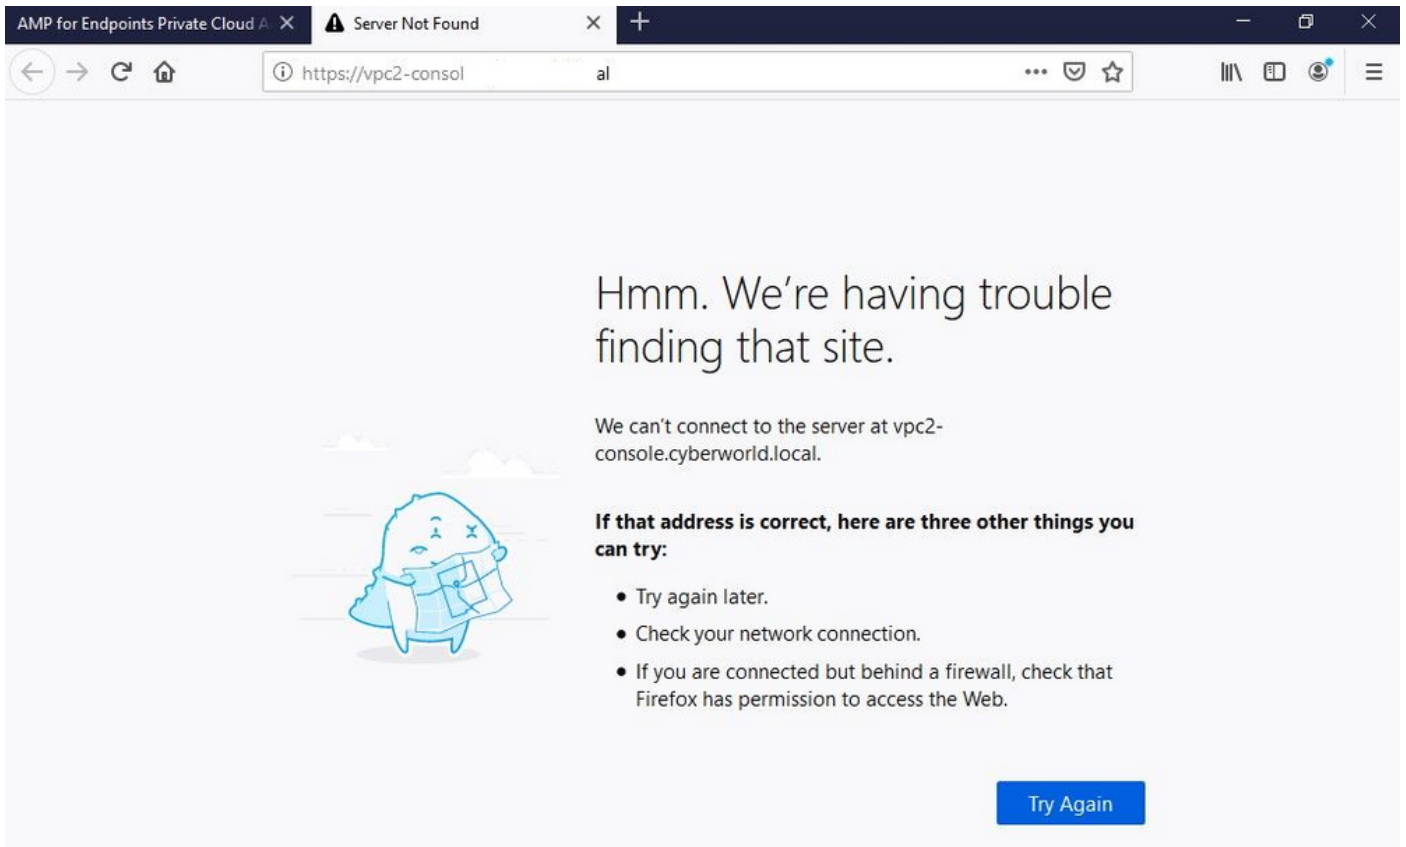 AMP for Endpoints Private Cloud A
Server Not Found
https://vpc2-consol al
Hmm. We're having trouble
finding that site.
We can't connect to the server at vpc2-
console.cyberworld.local.
If that address is correct, here are three other things you
can try:
• Try again later.
• Check your network connection.
• If you are connected but behind a firewall, check that
Firefox has permission to access the Web.
Try Again